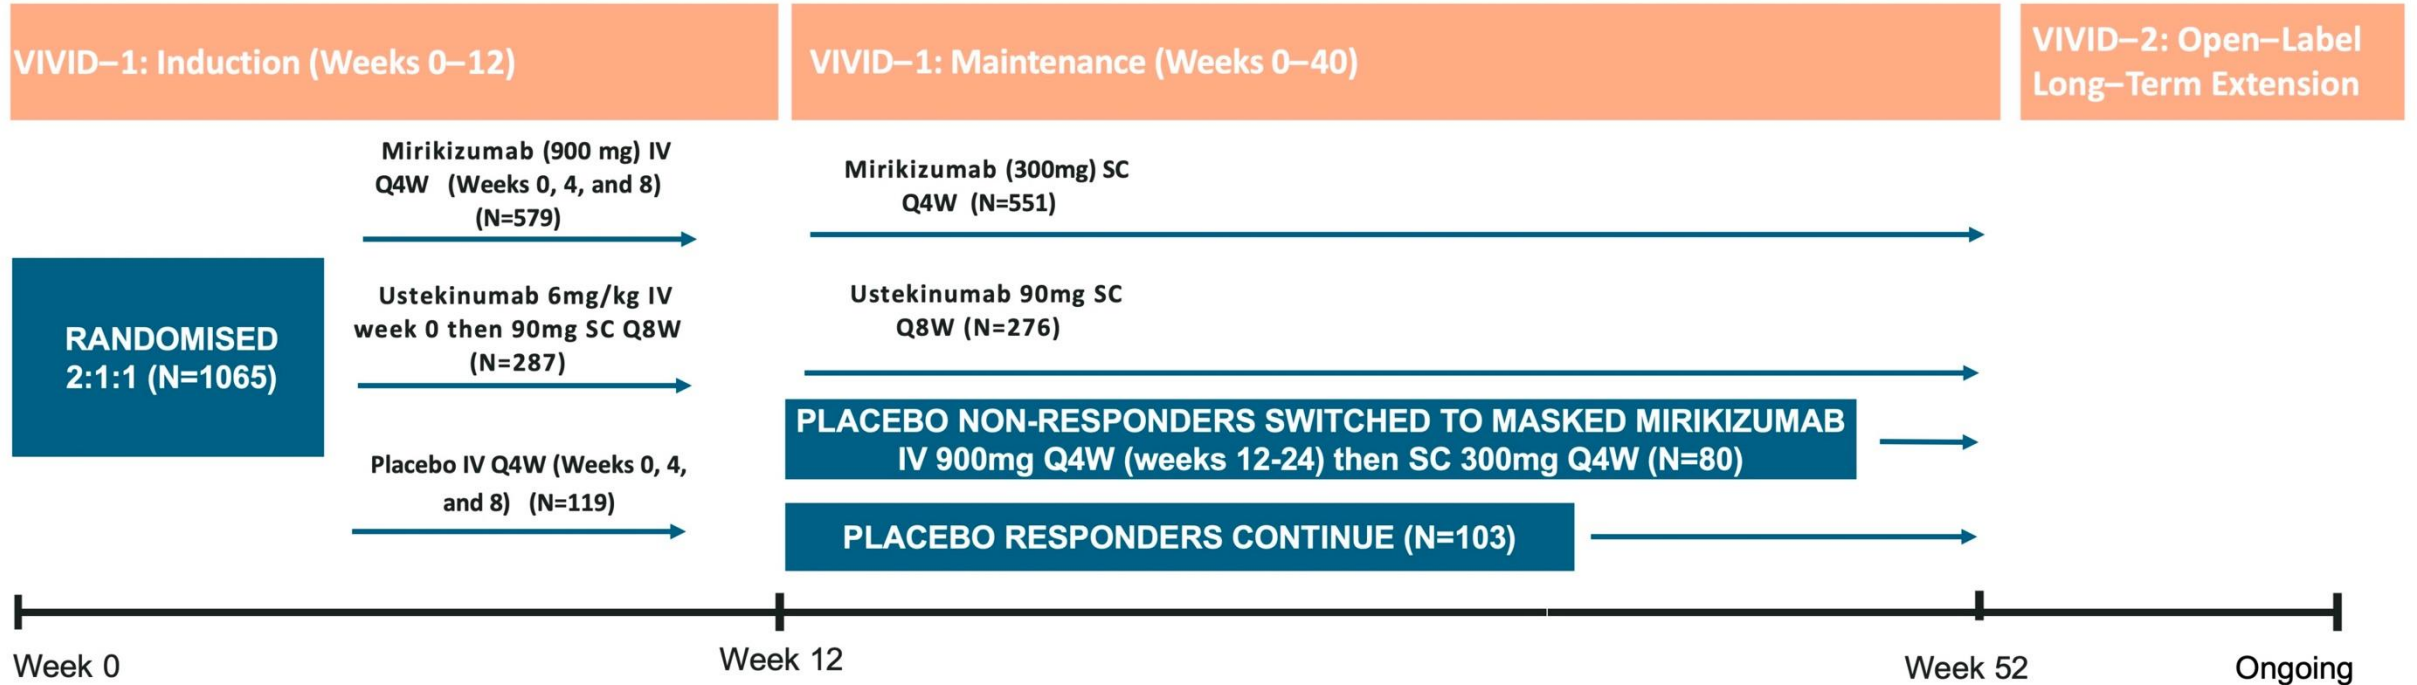 VIVID–1: Induction (Weeks 0–12)
VIVID–1: Maintenance (Weeks 0–40)
VIVID–2: Open–Label
Long–Term Extension
Mirikizumab (900 mg) IV
Q4W (Weeks 0, 4, and 8)
(N=579)
Mirikizumab (300mg) SC
Q4W (N=551)
RANDOMISED
2:1:1 (N=1065)
Ustekinumab 6mg/kg IV
week 0 then 90mg SC Q8W
(N=287)
Ustekinumab 90mg SC
Q8W (N=276)
Placebo IV Q4W (Weeks 0, 4,
and 8) (N=119)
PLACEBO NON-RESPONDERS SWITCHED TO MASKED MIRIKIZUMAB
IV 900mg Q4W (weeks 12-24) then SC 300mg Q4W (N=80)
PLACEBO RESPONDERS CONTINUE (N=103)
Week 0
Week 12
Week 52
Ongoing